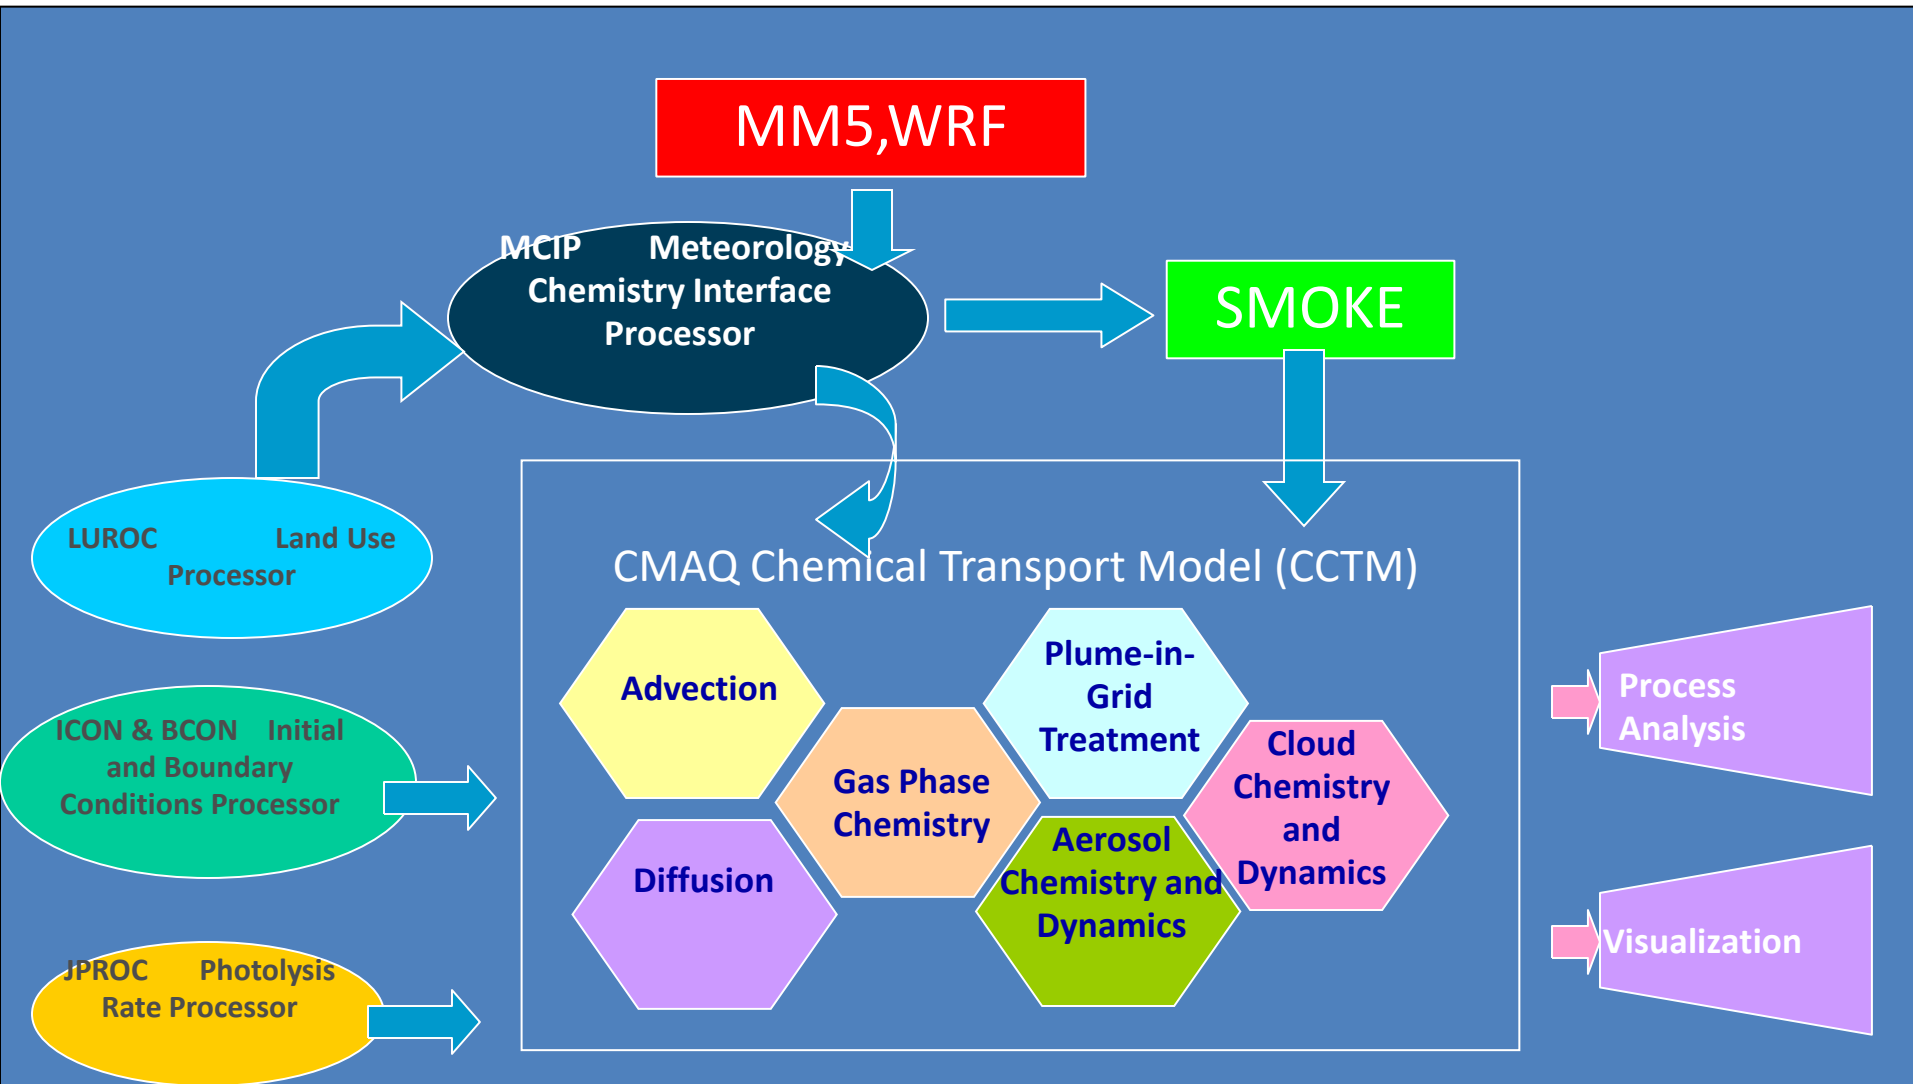 MM5,WRF
MCIP Meteorology
Chemistry Interface
Processor
SMOKE
LUROC Land Use
Processor
CMAQ Chemical Transport Model (CCTM)
ICON & BCON Initial
and Boundary
Conditions Processor
JPROC Photolysis
Rate Processor
Advection
Diffusion
Gas Phase
Chemistry
Plume-in-
Grid
Treatment
Aerosol
Chemistry and
Dynamics
Cloud
Chemistry
and
Dynamics
Process
Analysis
Visualization